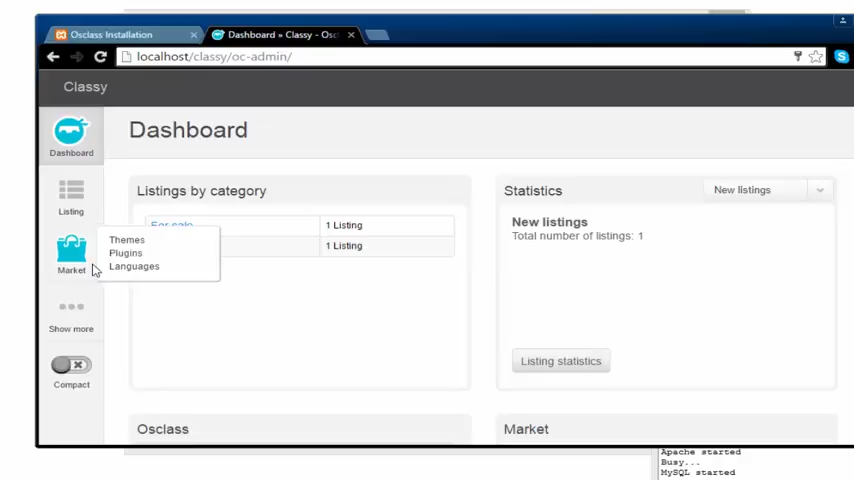 Osclass Installation
Dashboard » Classy - Oscl
localhost/classy/oc-admin/
Classy
Dashboard
Dashboard
Listing
Market
Show more
Compact
Themes
Plugins
Languages
Listings by category
For sale
1 Listing
1 Listing
Statistics
New listings
New listings
Total number of listings: 1
Listing statistics
Osclass
Market
Apache started
Busy...
MySQL started